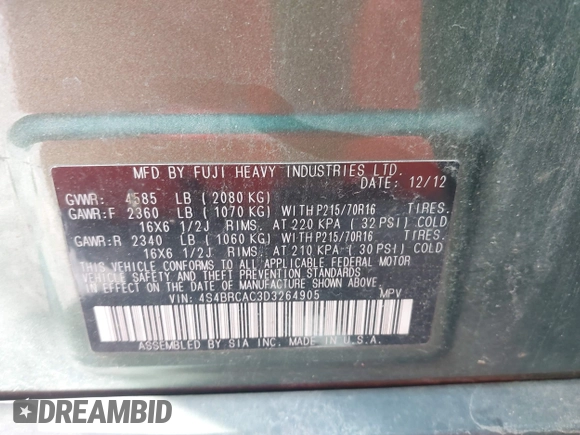 MFD BY FUJI HEAVY INDUSTRIES LTD.
DATE: 12/12
GVWR: 4585 LB (2080 KG)
GAWR:F 2360 LB (1070 KG) WITH P215/70R16 TIRES.
16X6 1/2J RIMS. AT 220 KPA (32 PSI) COLD
GAWR:R 2340 LB (1060 KG) WITH P215/70R16 TIRES.
16X6 1/2J RIMS. AT 210 KPA (30 PSI) COLD
THIS VEHICLE CONFORMS TO ALL APPLICABLE FEDERAL MOTOR
VEHICLE SAFETY AND THEFT PREVENTION STANDARDS
IN EFFECT ON THE DATE OF MANUFACTURE SHOWN ABOVE.
VIN: 4S4BRCAC3D3264905 MPV
ASSEMBLED BY SIA INC. MADE IN U.S.A.
DREAMBID